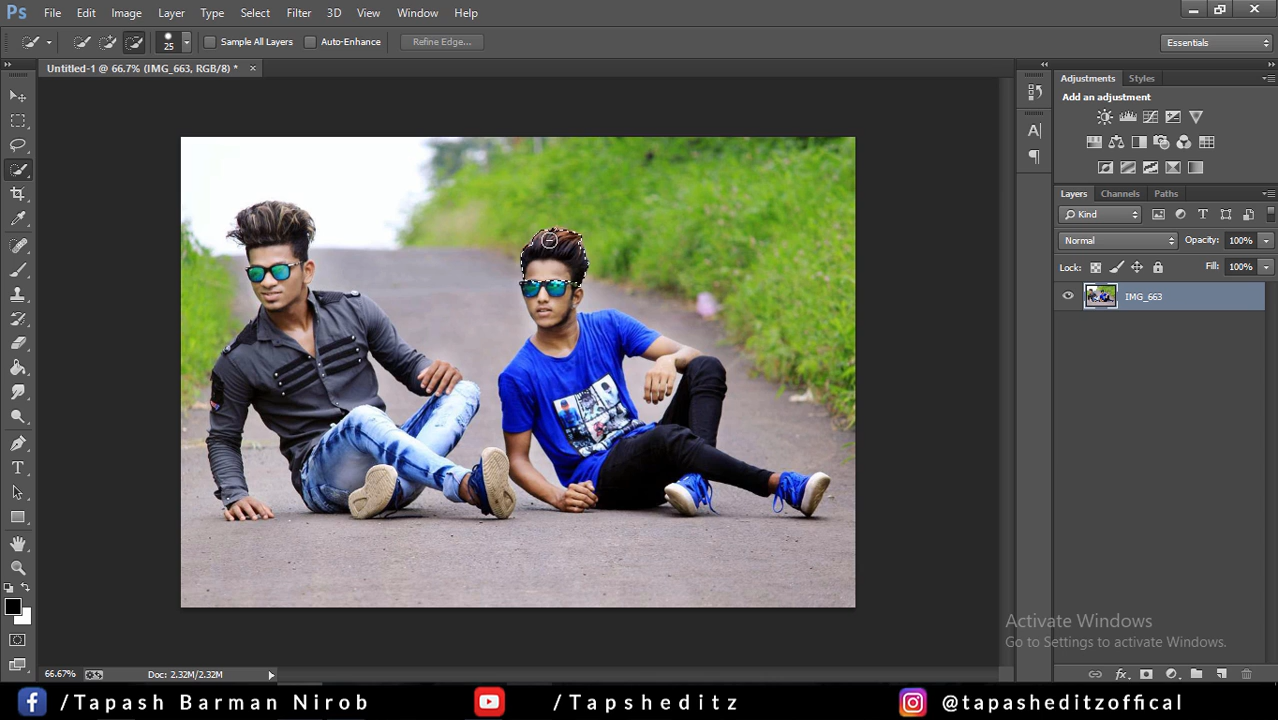 Ps File Edit Image Layer Type Select Filter 3D View Window Help
25 Sample All Layers Auto-Enhance Refine Edge... Essentials
Untitled-1 @ 66.7% (IMG_663, RGB/8) *
Adjustments Styles
Add an adjustment
Layers Channels Paths
Kind
Normal Opacity: 100%
Lock: Fill: 100%
IMG_663
Activate Windows
Go to Settings to activate Windows.
66.67% Doc: 2.32M/2.32M
/Tapash Barman Nirob /Tapsheditz @tapasheditzoffical